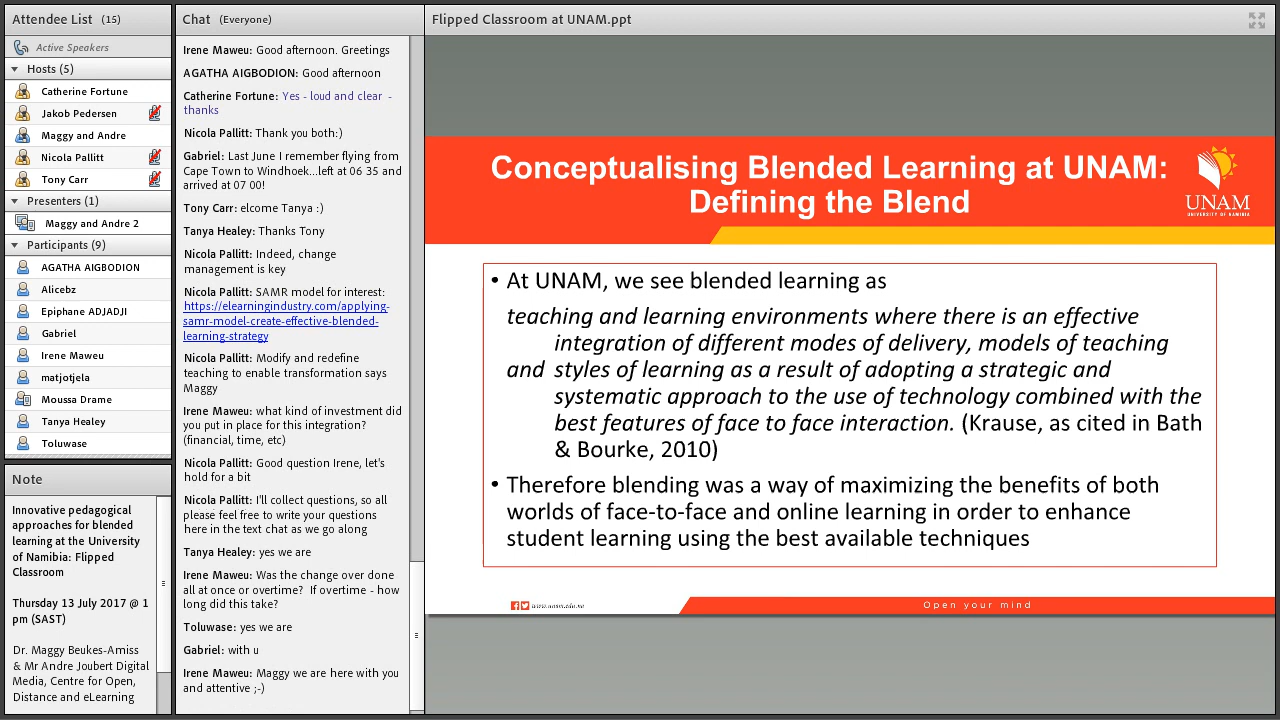 Attendee List (15)
Active Speakers
Hosts (5)
Catherine Fortune
Jakob Pedersen
Maggy and Andre
Nicola Pallitt
Tony Carr
Presenters (1)
Maggy and Andre 2
Participants (9)
AGATHA AIGBODION
Alicebz
Epiphane ADJADJI
Gabriel
Irene Maweu
matjotjela
Moussa Drame
Tanya Healey
Toluwase
Note
Innovative pedagogical
approaches for blended
learning at the University
of Namibia: Flipped
Classroom
Thursday 13 July 2017 @ 1
pm (SAST)
Dr. Maggy Beukes-Amiss
& Mr Andre Joubert Digital
Media, Centre for Open,
Distance and eLearning
Chat (Everyone)
Irene Maweu: Good afternoon. Greetings
AGATHA AIGBODION: Good afternoon
Catherine Fortune: Yes - loud and clear -
thanks
Nicola Pallitt: Thank you both:)
Gabriel: Last June I remember flying from
Cape Town to Windhoek...left at 06 35 and
arrived at 07 00!
Tony Carr: elcome Tanya :)
Tanya Healey: Thanks Tony
Nicola Pallitt: Indeed, change
management is key
Nicola Pallitt: SAMR model for interest:
https://elearningindustry.com/applying-
samr-model-create-effective-blended-
learning-strategy
Nicola Pallitt: Modify and redefine
teaching to enable transformation says
Maggy
Irene Maweu: what kind of investment did
you put in place for this integration?
(financial, time, etc)
Nicola Pallitt: Good question Irene, let's
hold for a bit
Nicola Pallitt: I'll collect questions, so all
please feel free to write your questions
here in the text chat as we go along
Tanya Healey: yes we are
Irene Maweu: Was the change over done
all at once or overtime? If overtime - how
long did this take?
Toluwase: yes we are
Gabriel: with u
Irene Maweu: Maggy we are here with you
and attentive ;-)
Flipped Classroom at UNAM.ppt
Conceptualising Blended Learning at UNAM:
Defining the Blend
UNAM
UNIVERSITY OF NAMIBIA
• At UNAM, we see blended learning as
teaching and learning environments where there is an effective
integration of different modes of delivery, models of teaching
and styles of learning as a result of adopting a strategic and
systematic approach to the use of technology combined with the
best features of face to face interaction. (Krause, as cited in Bath
& Bourke, 2010)
• Therefore blending was a way of maximizing the benefits of both
worlds of face-to-face and online learning in order to enhance
student learning using the best available techniques
www.unam.edu.na
Open your mind